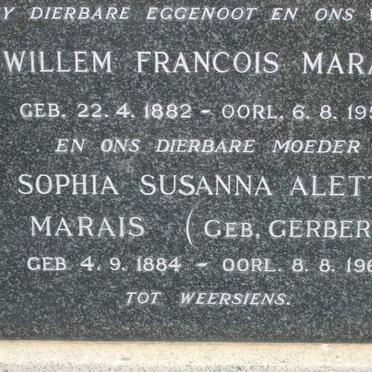 Y DIERBARE EGGENOOT EN ONS V
WILLEM FRANCOIS MARA
GEB. 22. 4. 1882 - OORL. 6. 8. 195
EN ONS DIERBARE MOEDER
SOPHIA SUSANNA ALETT
MARAIS (GEB. GERBER
GEB. 4. 9. 1884 - OORL. 8. 8. 196
TOT WEERSIENS.